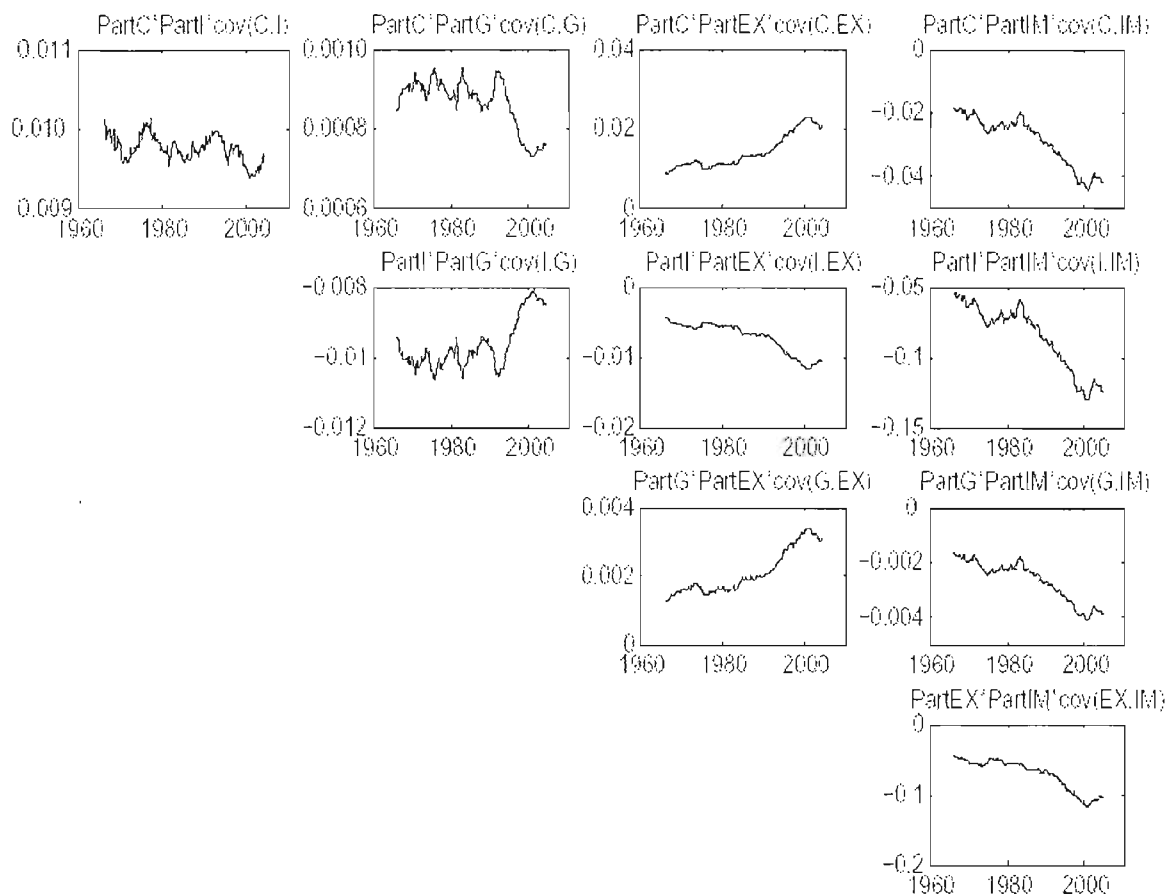 PartC*PartI*cov(C,I)
0.011
0.010
0.009
1960 1980 2000
PartC*PartG*cov(C,G)
0.0010
0.0008
0.0006
1960 1980 2000
PartC*PartEX*cov(C,EX)
0.04
0.02
0
1960 1980 2000
PartC*PartIM*cov(C,IM)
0
-0.02
-0.04
1960 1980 2000
PartI*PartG*cov(I,G)
-0.008
-0.01
-0.012
1960 1980 2000
PartI*PartEX*cov(I,EX)
0
-0.01
-0.02
1960 1980 2000
PartI*PartIM*cov(I,IM)
-0.05
-0.1
-0.15
1960 1980 2000
PartG*PartEX*cov(G,EX)
0.004
0.002
0
1960 1980 2000
PartG*PartIM*cov(G,IM)
0
-0.002
-0.004
1960 1980 2000
PartEX*PartIM*cov(EX,IM)
0
-0.1
-0.2
1960 1980 2000